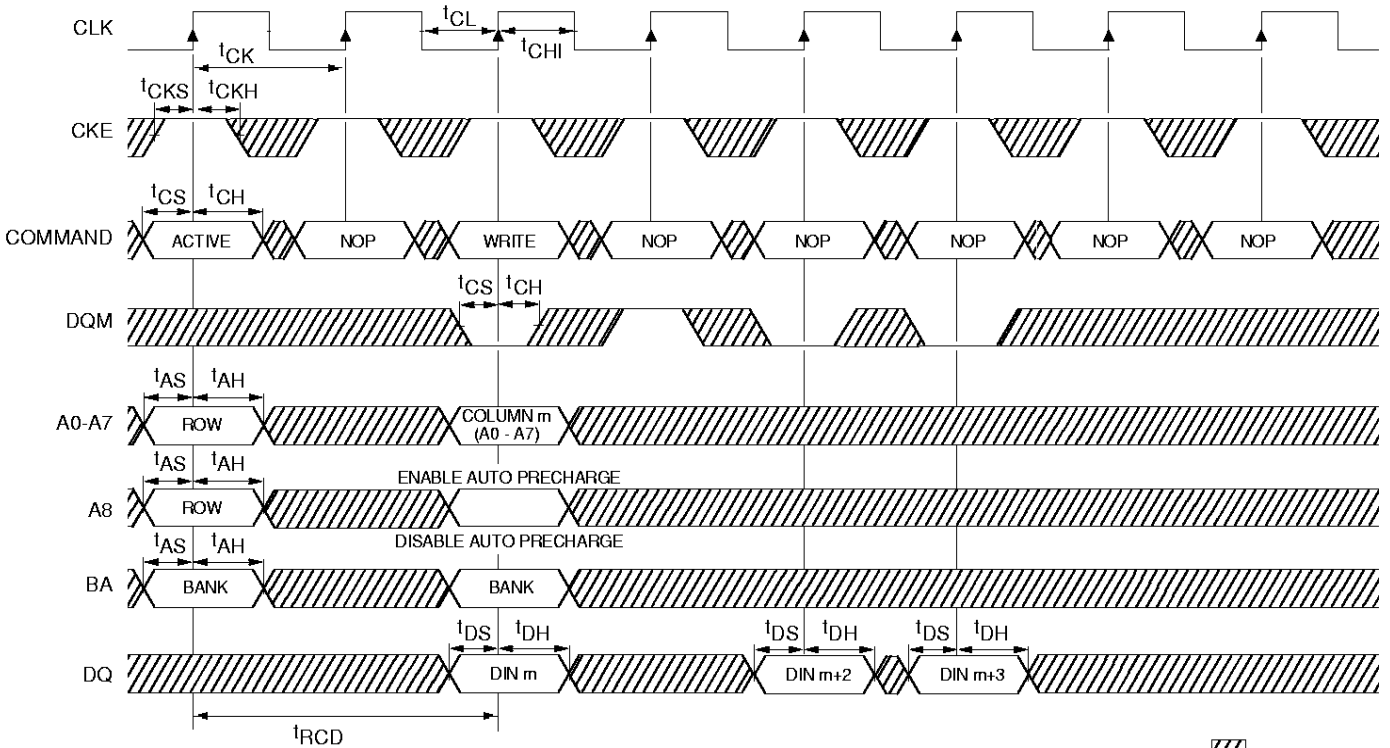 CLK
tCL
tCHI
tCK
tCKS tCKH
CKE
tCS tCH
COMMAND ACTIVE NOP WRITE NOP NOP NOP NOP NOP
tCS tCH
DQM
tAS tAH
A0-A7 ROW COLUMN m
(A0 - A7)
tAS tAH ENABLE AUTO PRECHARGE
A8 ROW
DISABLE AUTO PRECHARGE
tAS tAH
BA BANK BANK
tDS tDH tDS tDH tDS tDH
DQ DIN m DIN m+2 DIN m+3
tRCD